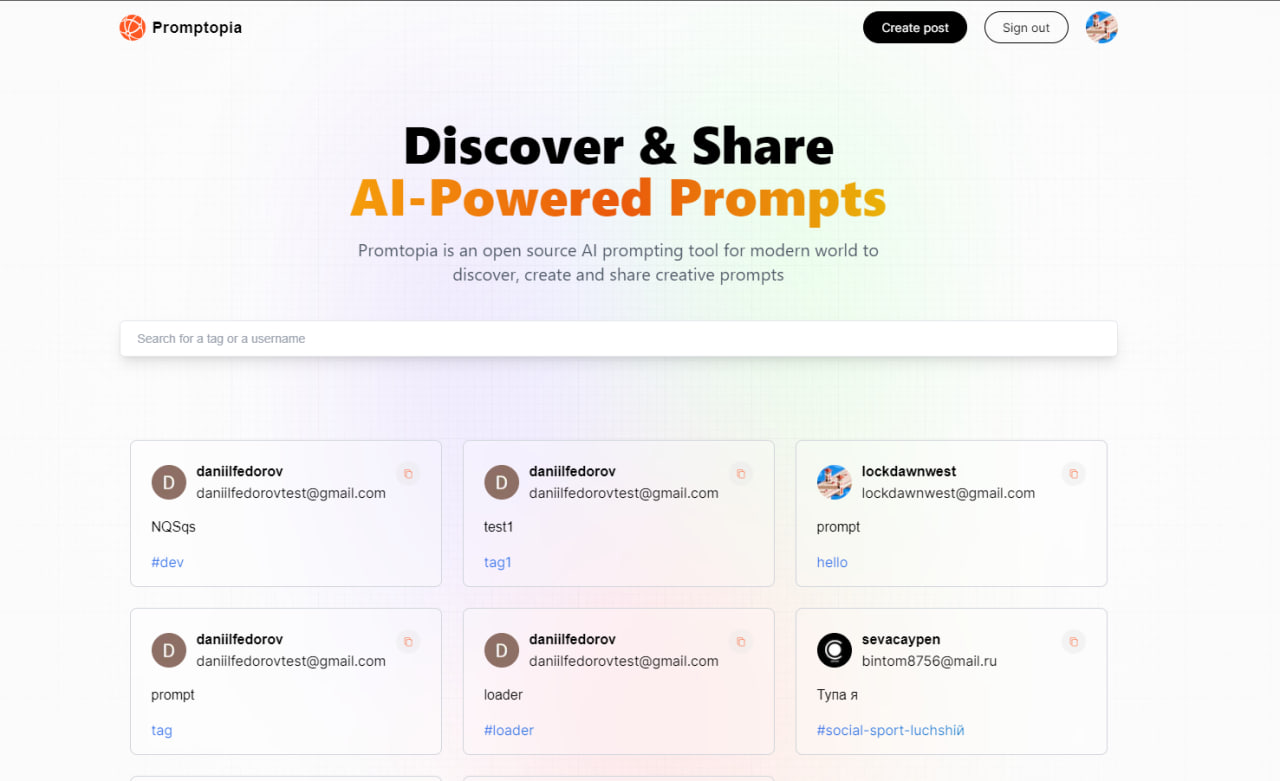 Promptopia
Create post
Sign out
Discover & Share
AI-Powered Prompts
Promtopia is an open source AI prompting tool for modern world to
discover, create and share creative prompts
Search for a tag or a username
D
daniilfedorov
daniilfedorovtest@gmail.com
NQSqs
#dev
D
daniilfedorov
daniilfedorovtest@gmail.com
test1
tag1
lockdawnwest
lockdawnwest@gmail.com
prompt
hello
D
daniilfedorov
daniilfedorovtest@gmail.com
prompt
tag
D
daniilfedorov
daniilfedorovtest@gmail.com
loader
#loader
sevacaypen
bintom8756@mail.ru
Тупа я
#social-sport-luchshiй